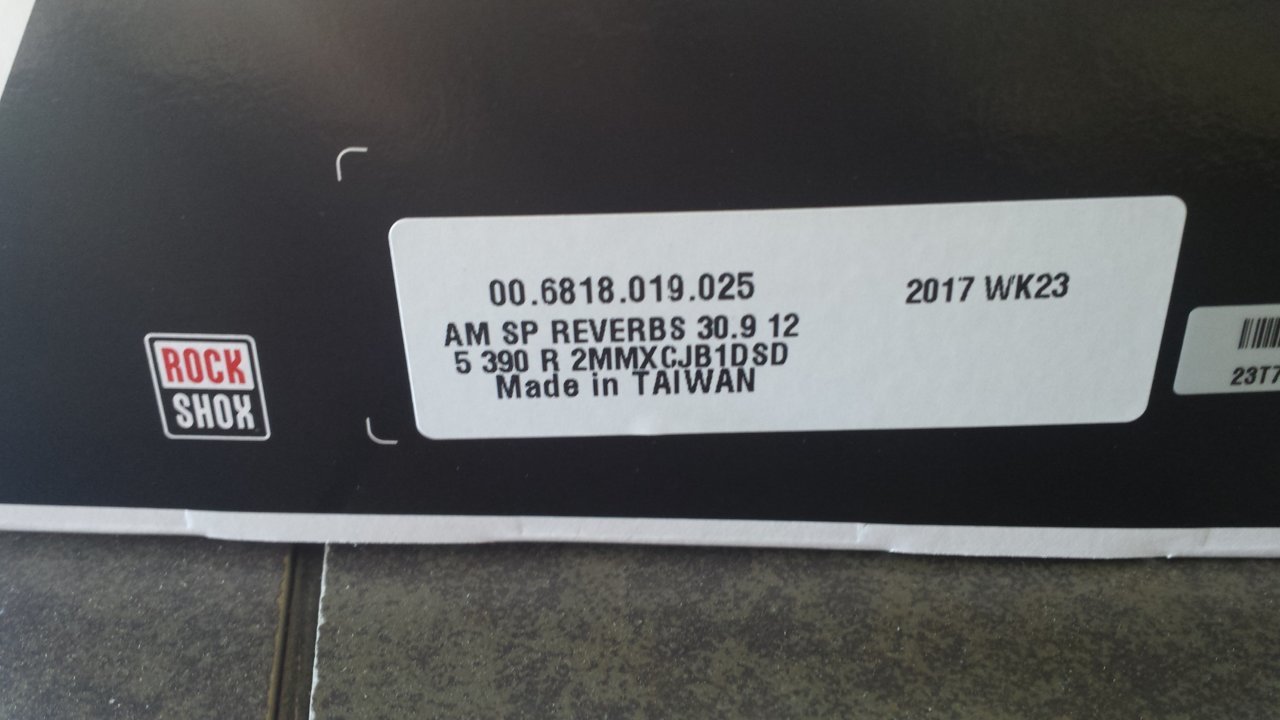 00.6818.019.025
2017 WK23
AM SP REVERBS 30.9 12
5 390 R 2MMXCJB1DSD
Made in TAIWAN
ROCK
SHOX
23T7